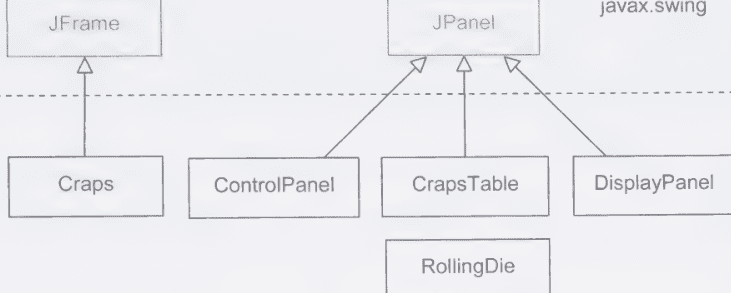 javax.swing
JFrame
JPanel
Craps
ControlPanel
CrapsTable
DisplayPanel
RollingDie